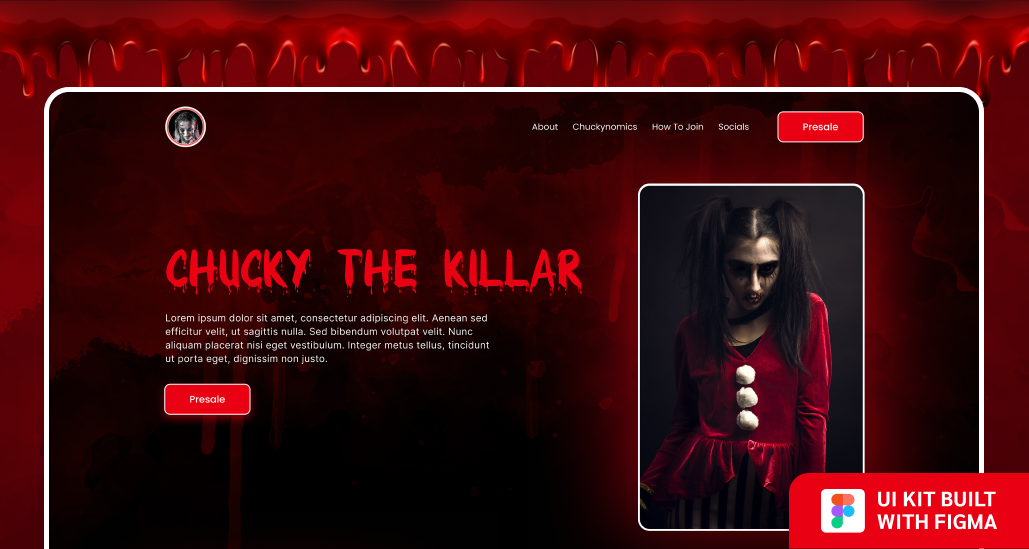 About Chuckynomics How To Join Socials Presale
CHUCKY THE KILLAR
Lorem ipsum dolor sit amet, consectetur adipiscing elit. Aenean sed
efficitur velit, ut sagittis nulla. Sed bibendum volutpat velit. Nunc
aliquam placerat nisi eget vestibulum. Integer metus tellus, tincidunt
ut porta eget, dignissim non justo.
Presale
UI KIT BUILT
WITH FIGMA